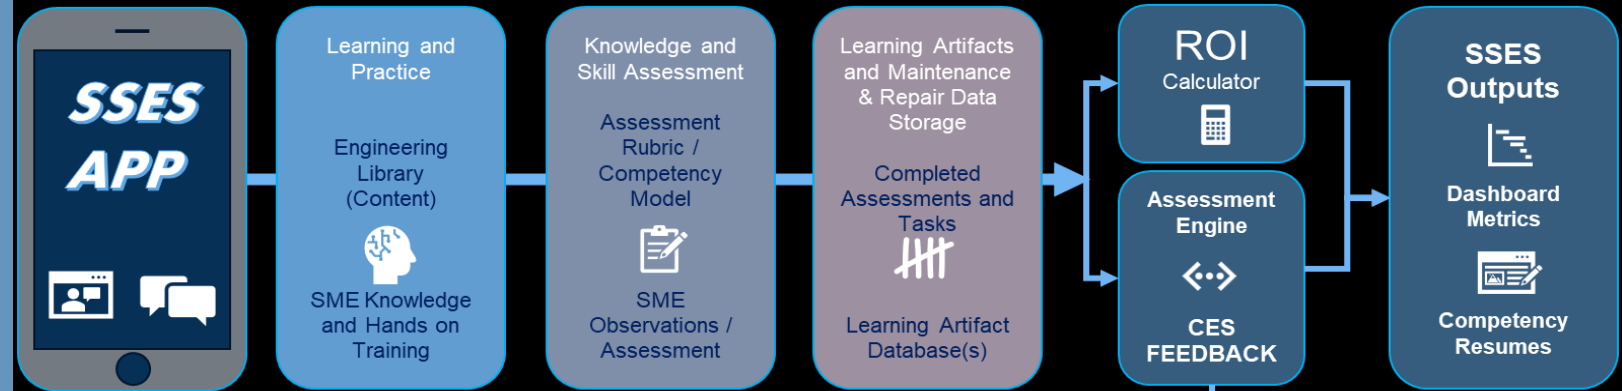 SSES
APP
Learning and
Practice
Engineering
Library
(Content)
SME Knowledge
and Hands on
Training
Knowledge and
Skill Assessment
Assessment
Rubric /
Competency
Model
SME
Observations /
Assessment
Learning Artifacts
and Maintenance
& Repair Data
Storage
Completed
Assessments and
Tasks
Learning Artifact
Database(s)
ROI
Calculator
Assessment
Engine
CES
FEEDBACK
SSES
Outputs
Dashboard
Metrics
Competency
Resumes